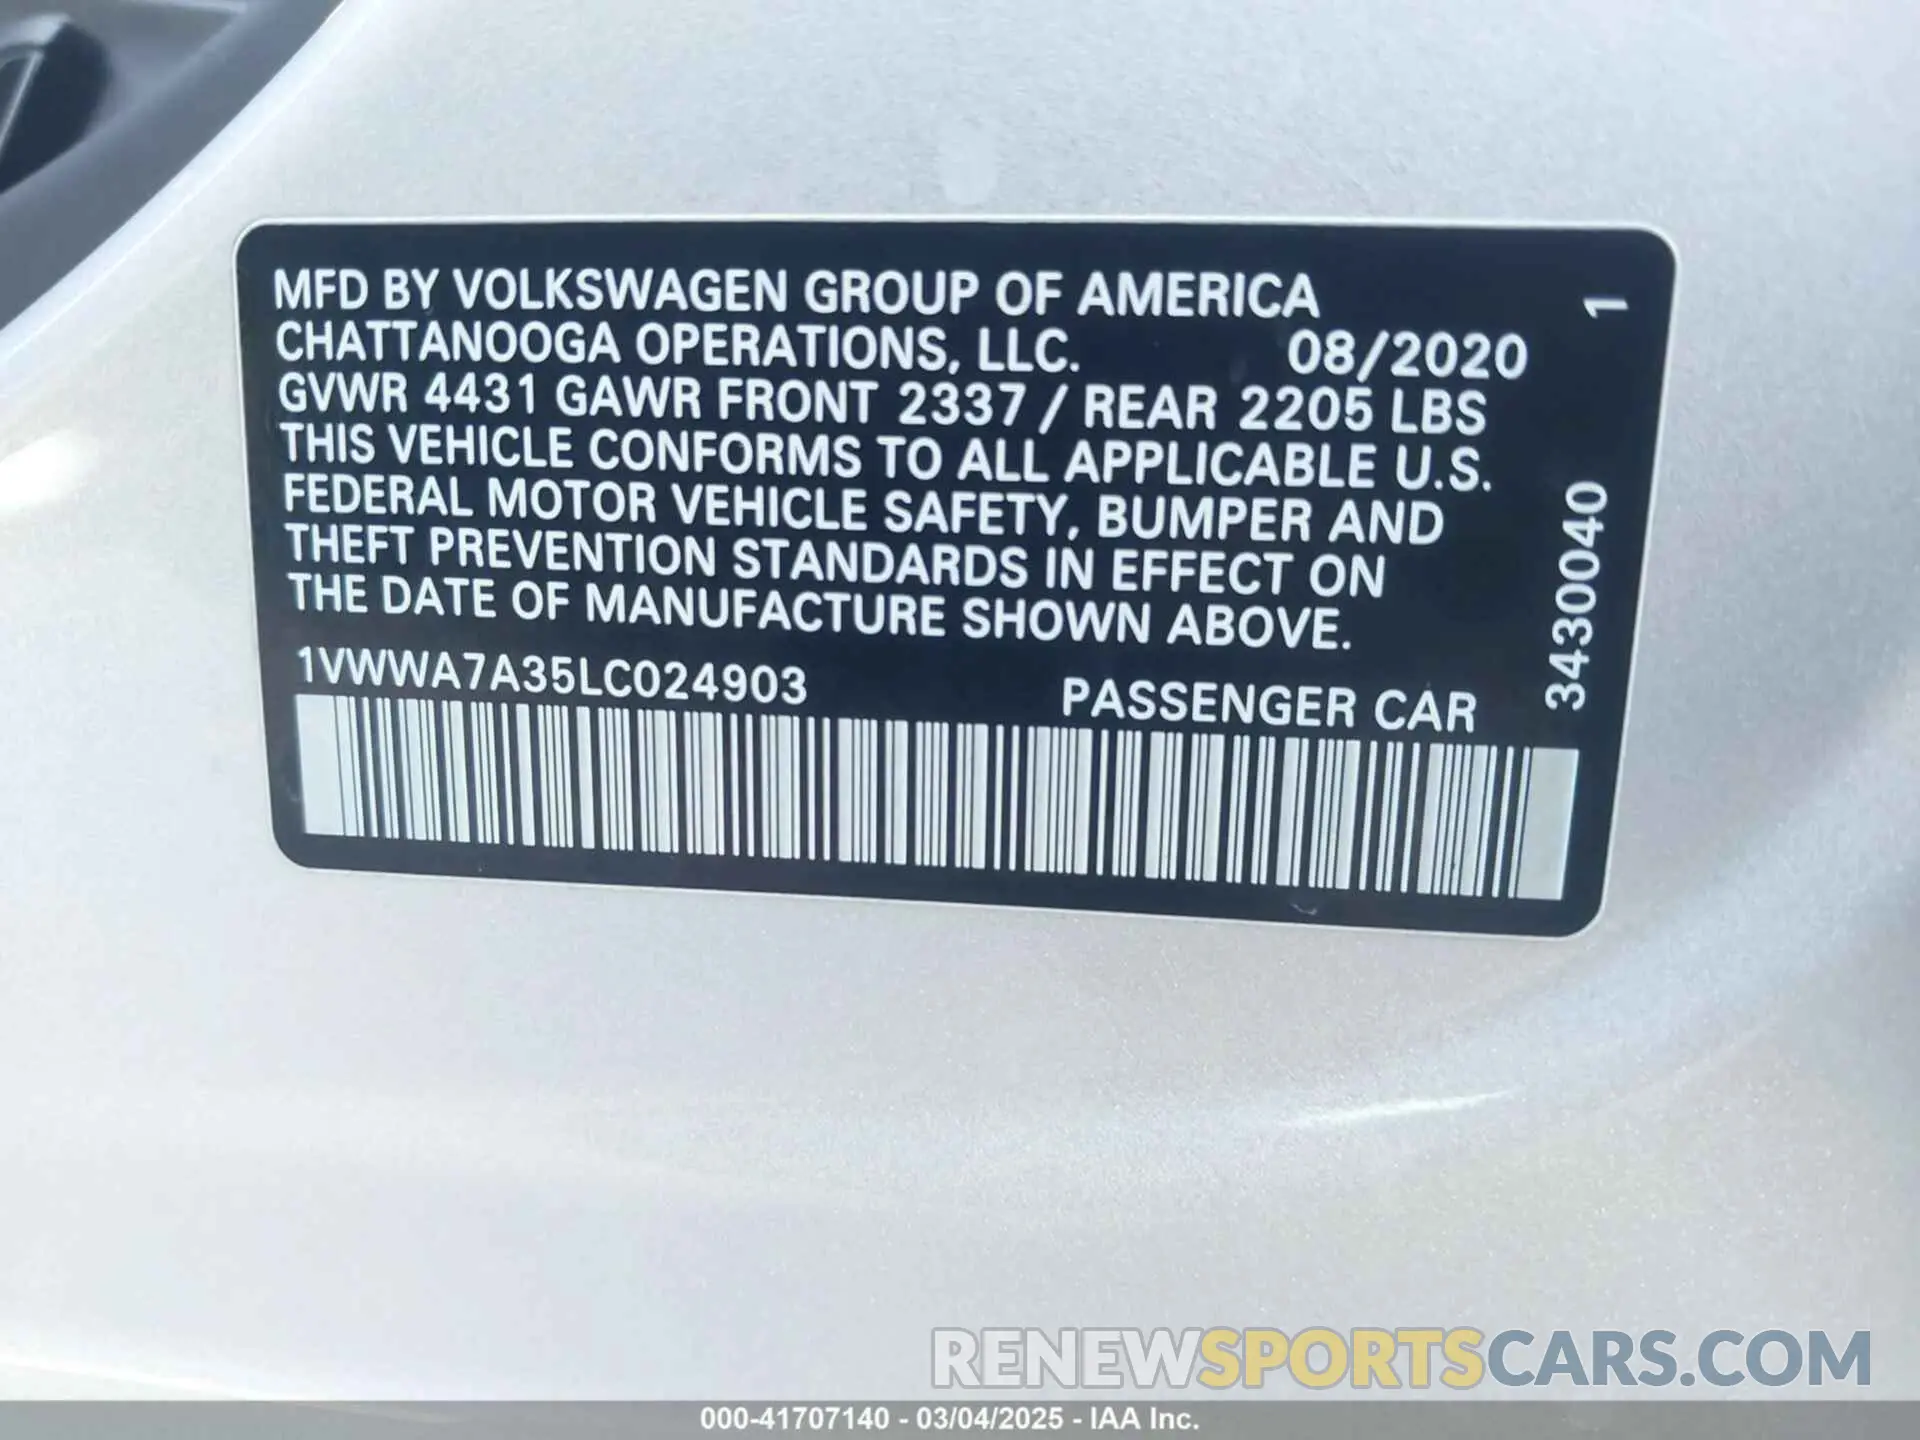 MFD BY VOLKSWAGEN GROUP OF AMERICA
CHATTANOOGA OPERATIONS, LLC. 08/2020
GVWR 4431 GAWR FRONT 2337 / REAR 2205 LBS
THIS VEHICLE CONFORMS TO ALL APPLICABLE U.S.
FEDERAL MOTOR VEHICLE SAFETY, BUMPER AND
THEFT PREVENTION STANDARDS IN EFFECT ON
THE DATE OF MANUFACTURE SHOWN ABOVE.
1VWWA7A35LC024903 PASSENGER CAR
3430040 1
RENEWSPORTSCARS.COM
000-41707140 - 03/04/2025 - IAA Inc.